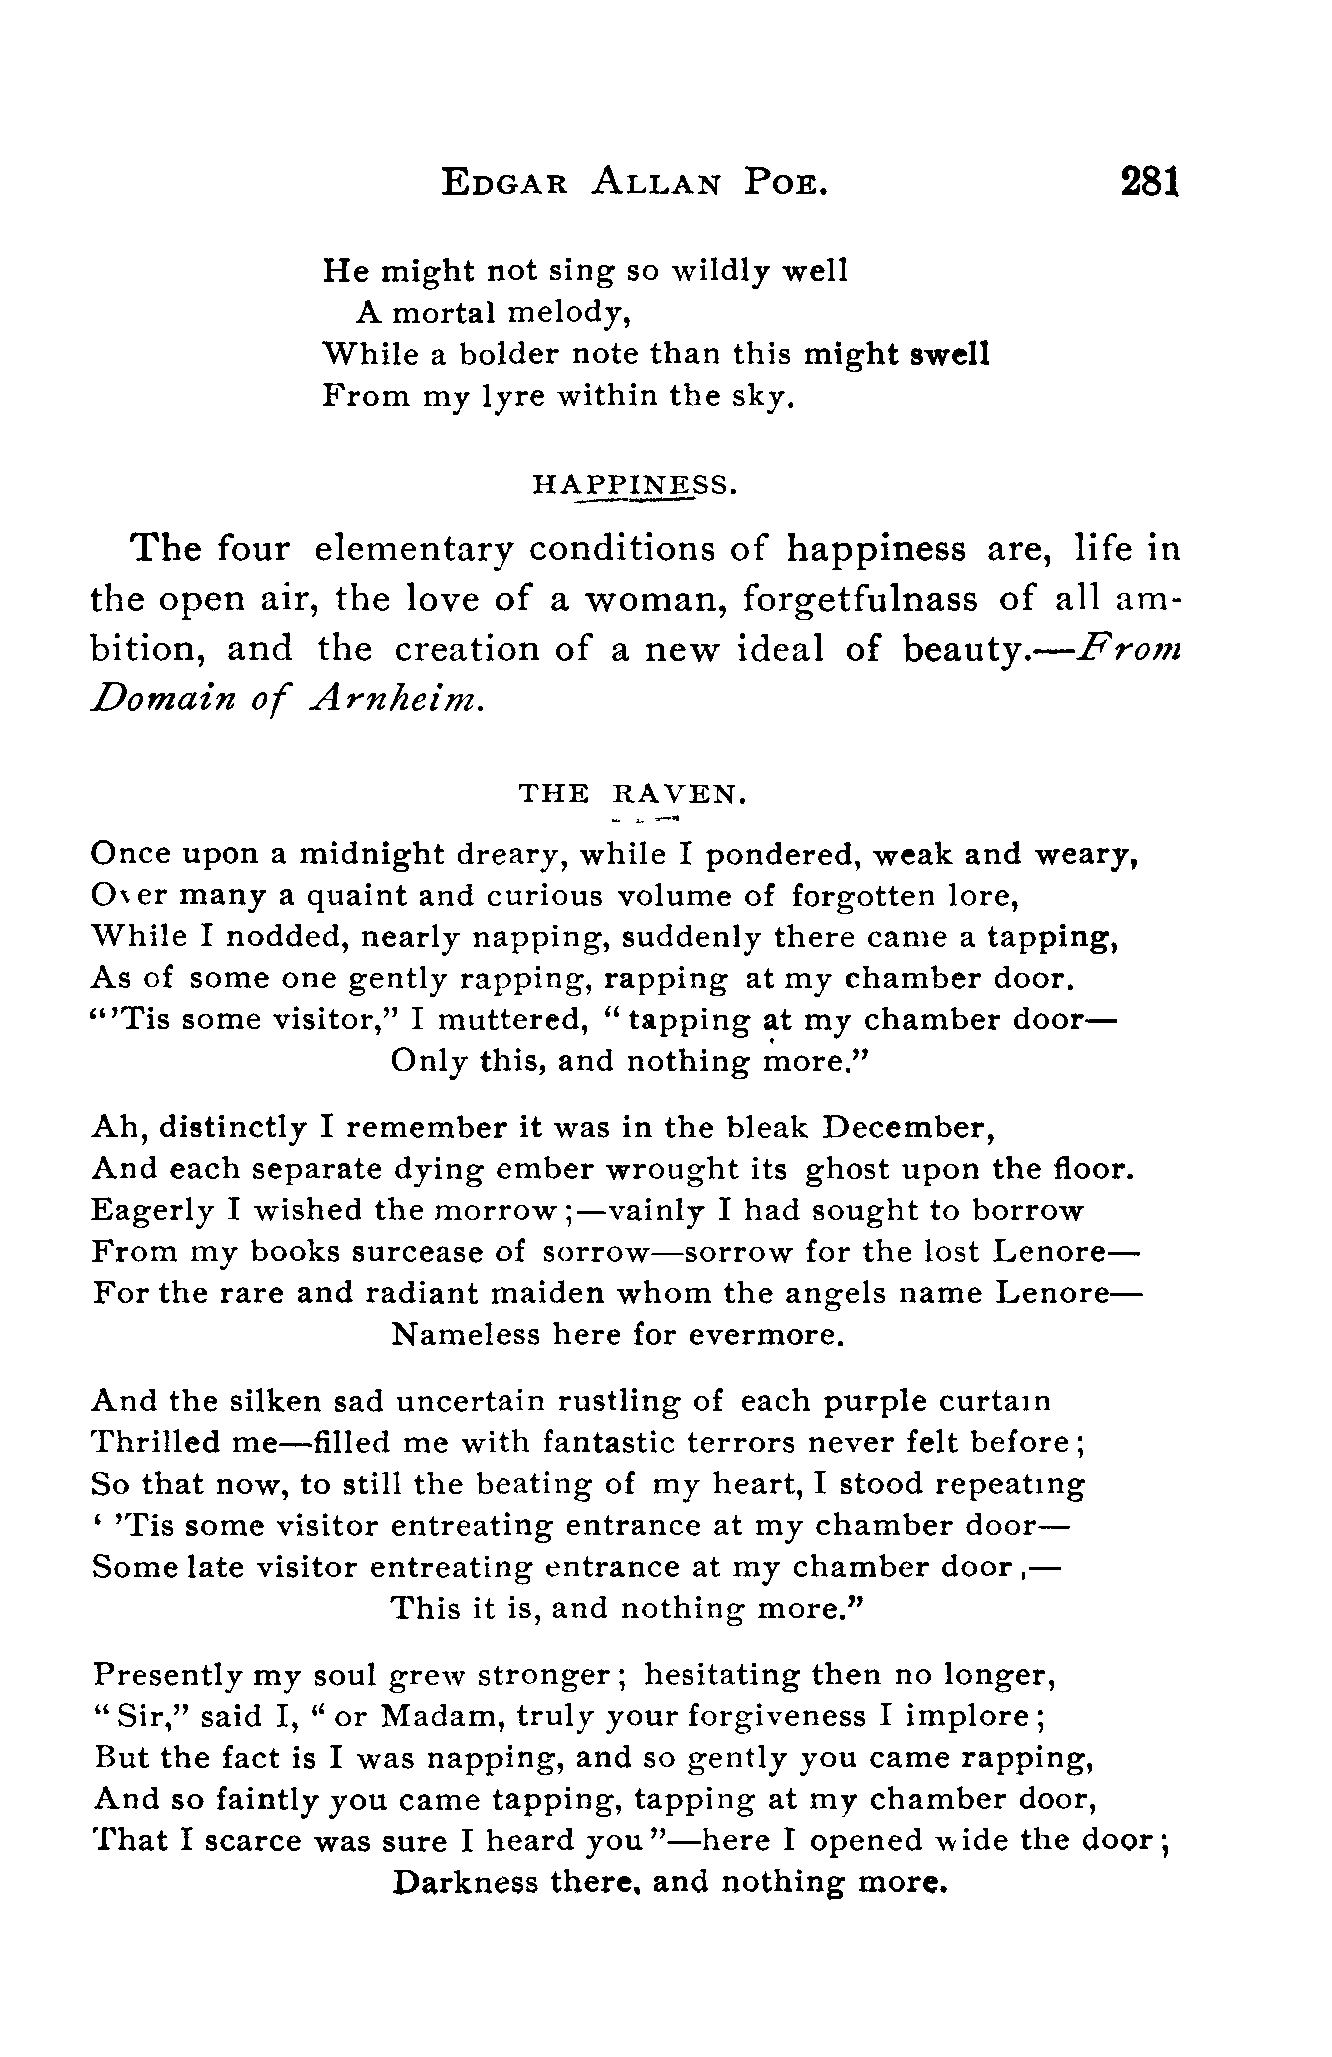 EDGAR ALLAN POE. 281
He might not sing so wildly well
A mortal melody,
While a bolder note than this might swell
From my lyre within the sky.
HAPPINESS.
The four elementary conditions of happiness are, life in
the open air, the love of a woman, forgetfulnass of all am-
bition, and the creation of a new ideal of beauty.—From
Domain of Arnheim.
THE RAVEN.
Once upon a midnight dreary, while I pondered, weak and weary,
Over many a quaint and curious volume of forgotten lore,
While I nodded, nearly napping, suddenly there came a tapping,
As of some one gently rapping, rapping at my chamber door.
“’Tis some visitor,” I muttered, “tapping at my chamber door—
Only this, and nothing more.”
Ah, distinctly I remember it was in the bleak December,
And each separate dying ember wrought its ghost upon the floor.
Eagerly I wished the morrow;—vainly I had sought to borrow
From my books surcease of sorrow—sorrow for the lost Lenore—
For the rare and radiant maiden whom the angels name Lenore—
Nameless here for evermore.
And the silken sad uncertain rustling of each purple curtain
Thrilled me—filled me with fantastic terrors never felt before;
So that now, to still the beating of my heart, I stood repeating
‘ ’Tis some visitor entreating entrance at my chamber door—
Some late visitor entreating entrance at my chamber door,—
This it is, and nothing more.”
Presently my soul grew stronger; hesitating then no longer,
“Sir,” said I, “or Madam, truly your forgiveness I implore;
But the fact is I was napping, and so gently you came rapping,
And so faintly you came tapping, tapping at my chamber door,
That I scarce was sure I heard you”—here I opened wide the door;
Darkness there, and nothing more.